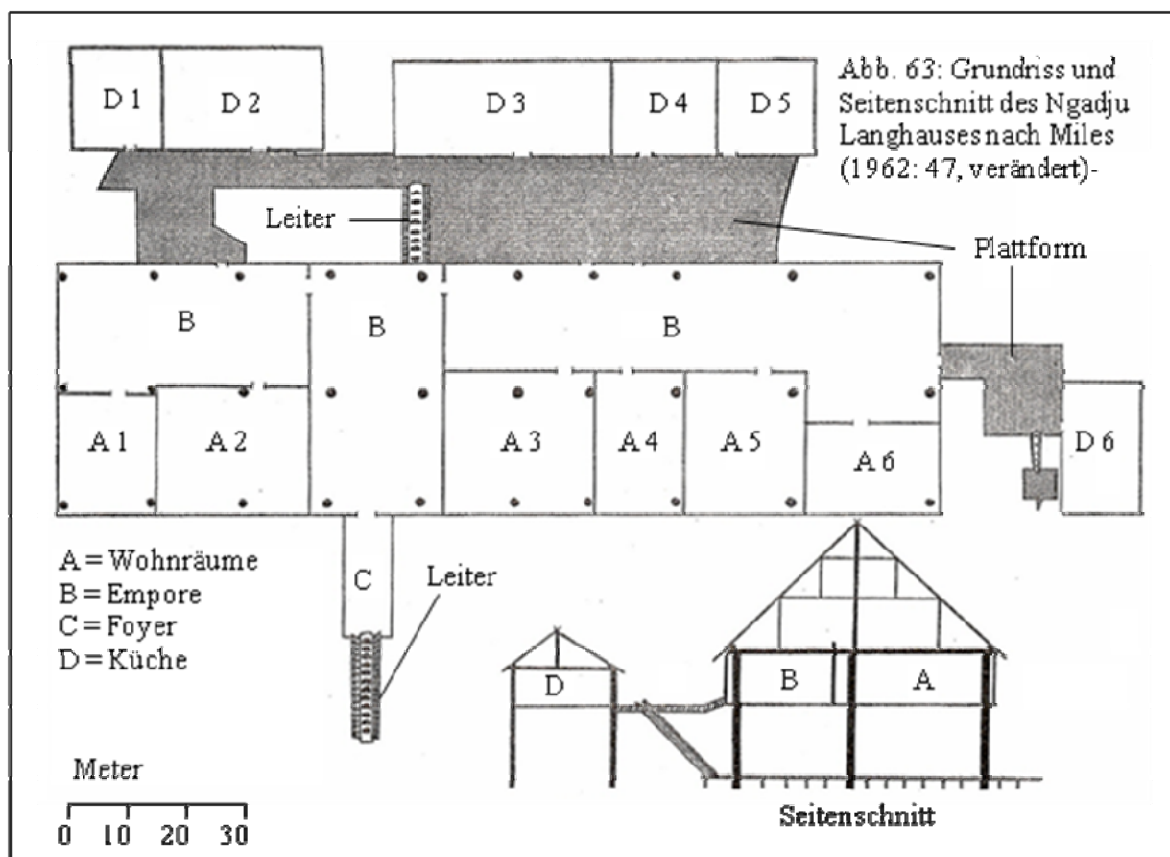 Abb. 63: Grundriss und
Seitenschnitt des Ngadju
Langhauses nach Miles
(1962: 47, verändert)-
D 1
D 2
D 3
D 4
D 5
Leiter
Plattform
B
B
B
A 1
A 2
A 3
A 4
A 5
A 6
D 6
A = Wohnräume
B = Empore
C = Foyer
D = Küche
C
Leiter
D
B
A
Meter
0 10 20 30
Seitenschnitt